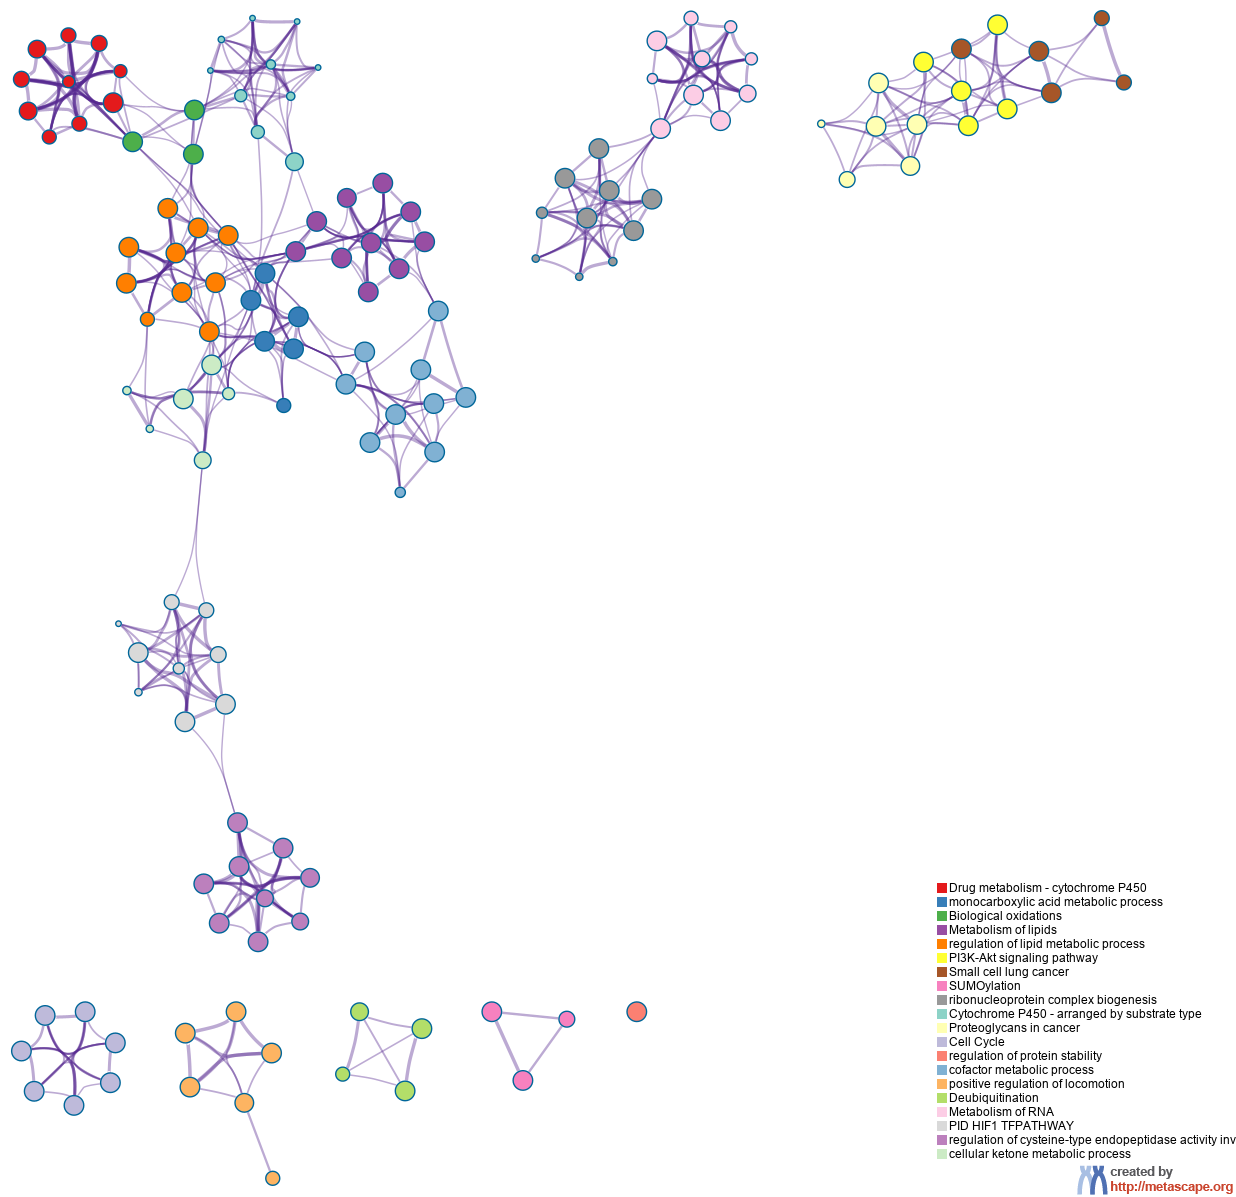 Drug metabolism - cytochrome P450
monocarboxylic acid metabolic process
Biological oxidations
Metabolism of lipids
regulation of lipid metabolic process
PI3K-Akt signaling pathway
Small cell lung cancer
SUMOylation
ribonucleoprotein complex biogenesis
Cytochrome P450 - arranged by substrate type
Proteoglycans in cancer
Cell Cycle
regulation of protein stability
cofactor metabolic process
positive regulation of locomotion
Deubiquitination
Metabolism of RNA
PID HIF1 TFPATHWAY
regulation of cysteine-type endopeptidase activity inv
cellular ketone metabolic process
created by
http://metascape.org